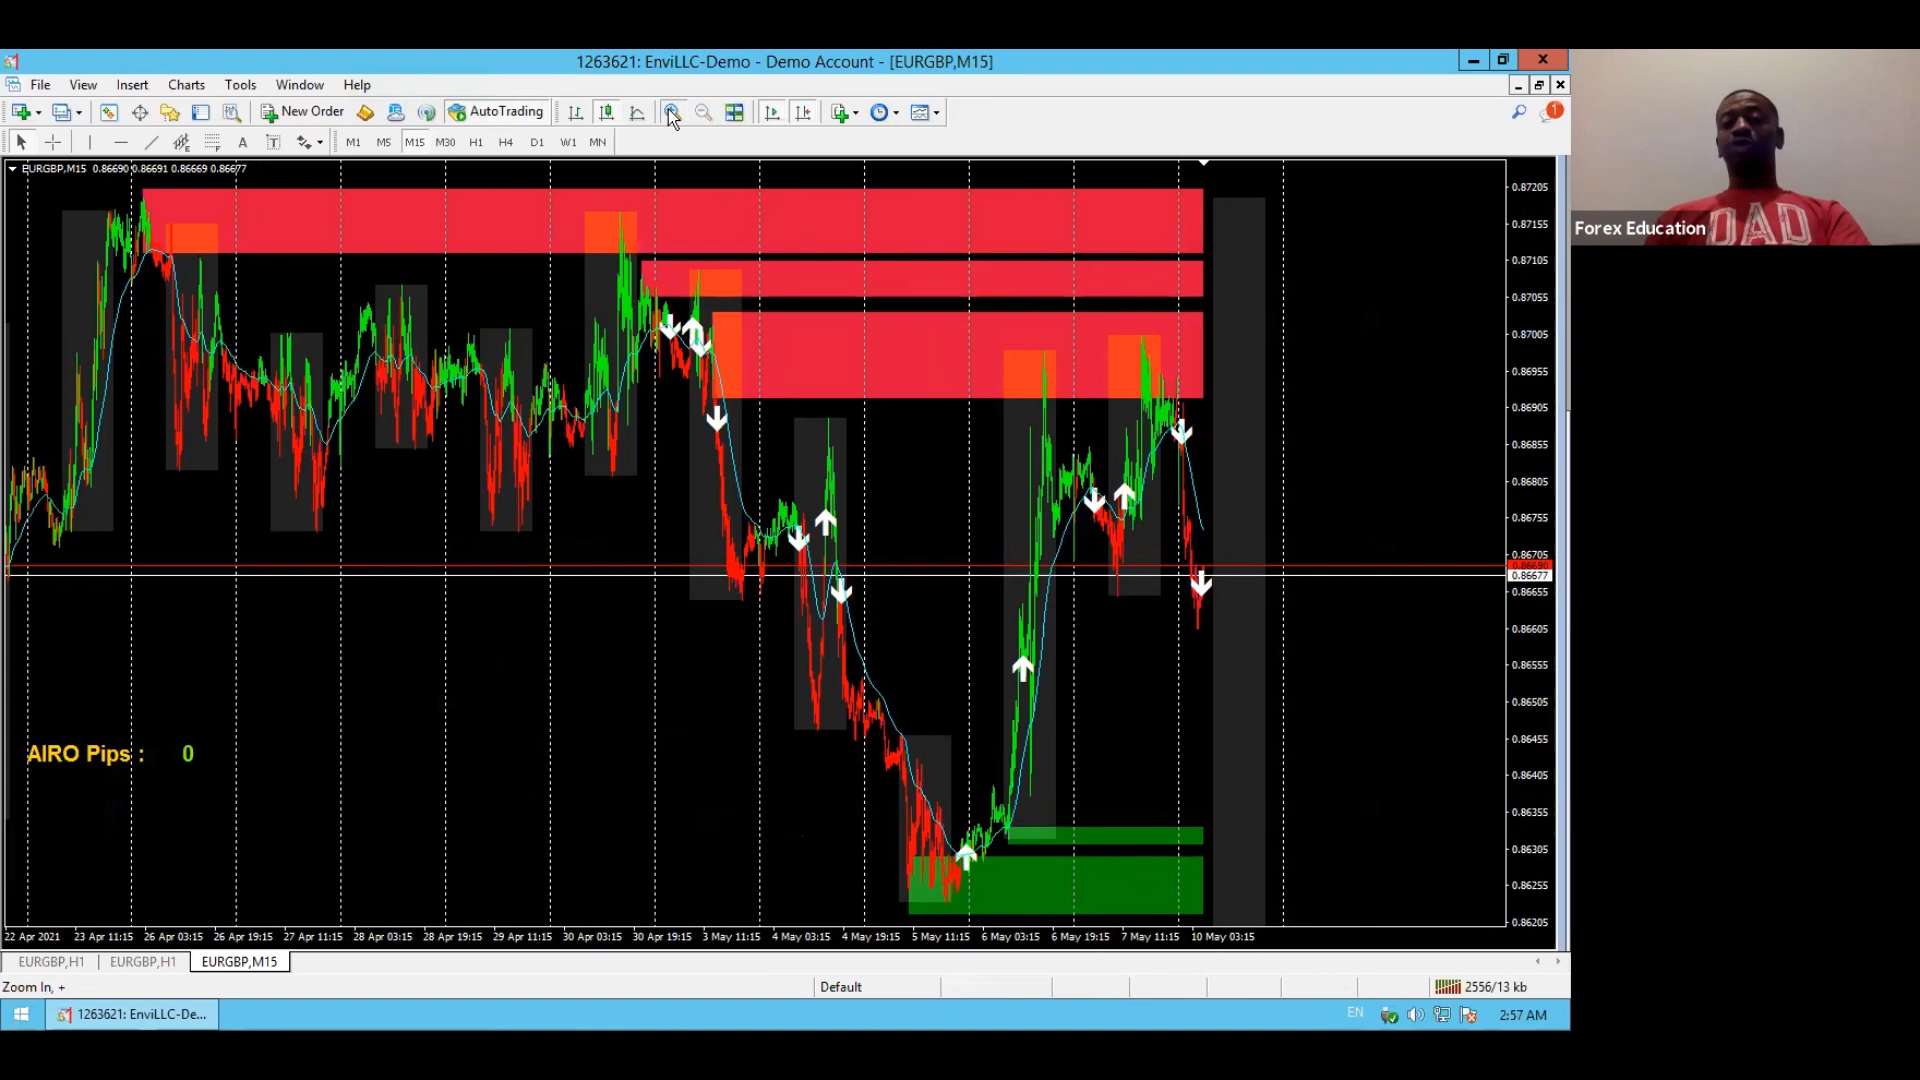 1263621: EnviLLC-Demo - Demo Account - [EURGBP,M15]
File View Insert Charts Tools Window Help
New Order AutoTrading 1
A T M1 M5 M15 M30 H1 H4 D1 W1 MN
EURGBP,M15 0.86690 0.86691 0.86669 0.86677
0.87205
0.87155
0.87105
0.87055
0.87005
0.86955
0.86905
0.86855
0.86805
0.86755
0.86705
0.86690
0.86677
0.86655
0.86605
0.86555
0.86505
0.86455
0.86405
0.86355
0.86305
0.86255
0.86205
AIRO Pips : 0
22 Apr 2021 23 Apr 11:15 26 Apr 03:15 26 Apr 19:15 27 Apr 11:15 28 Apr 03:15 28 Apr 19:15 29 Apr 11:15 30 Apr 03:15 30 Apr 19:15 3 May 11:15 4 May 03:15 4 May 19:15 5 May 11:15 6 May 03:15 6 May 19:15 7 May 11:15 10 May 03:15
EURGBP,H1 EURGBP,H1 EURGBP,M15
Zoom In, + Default 2556/13 kb
1263621: EnviLLC-De... EN 2:57 AM
Forex Education
DAD